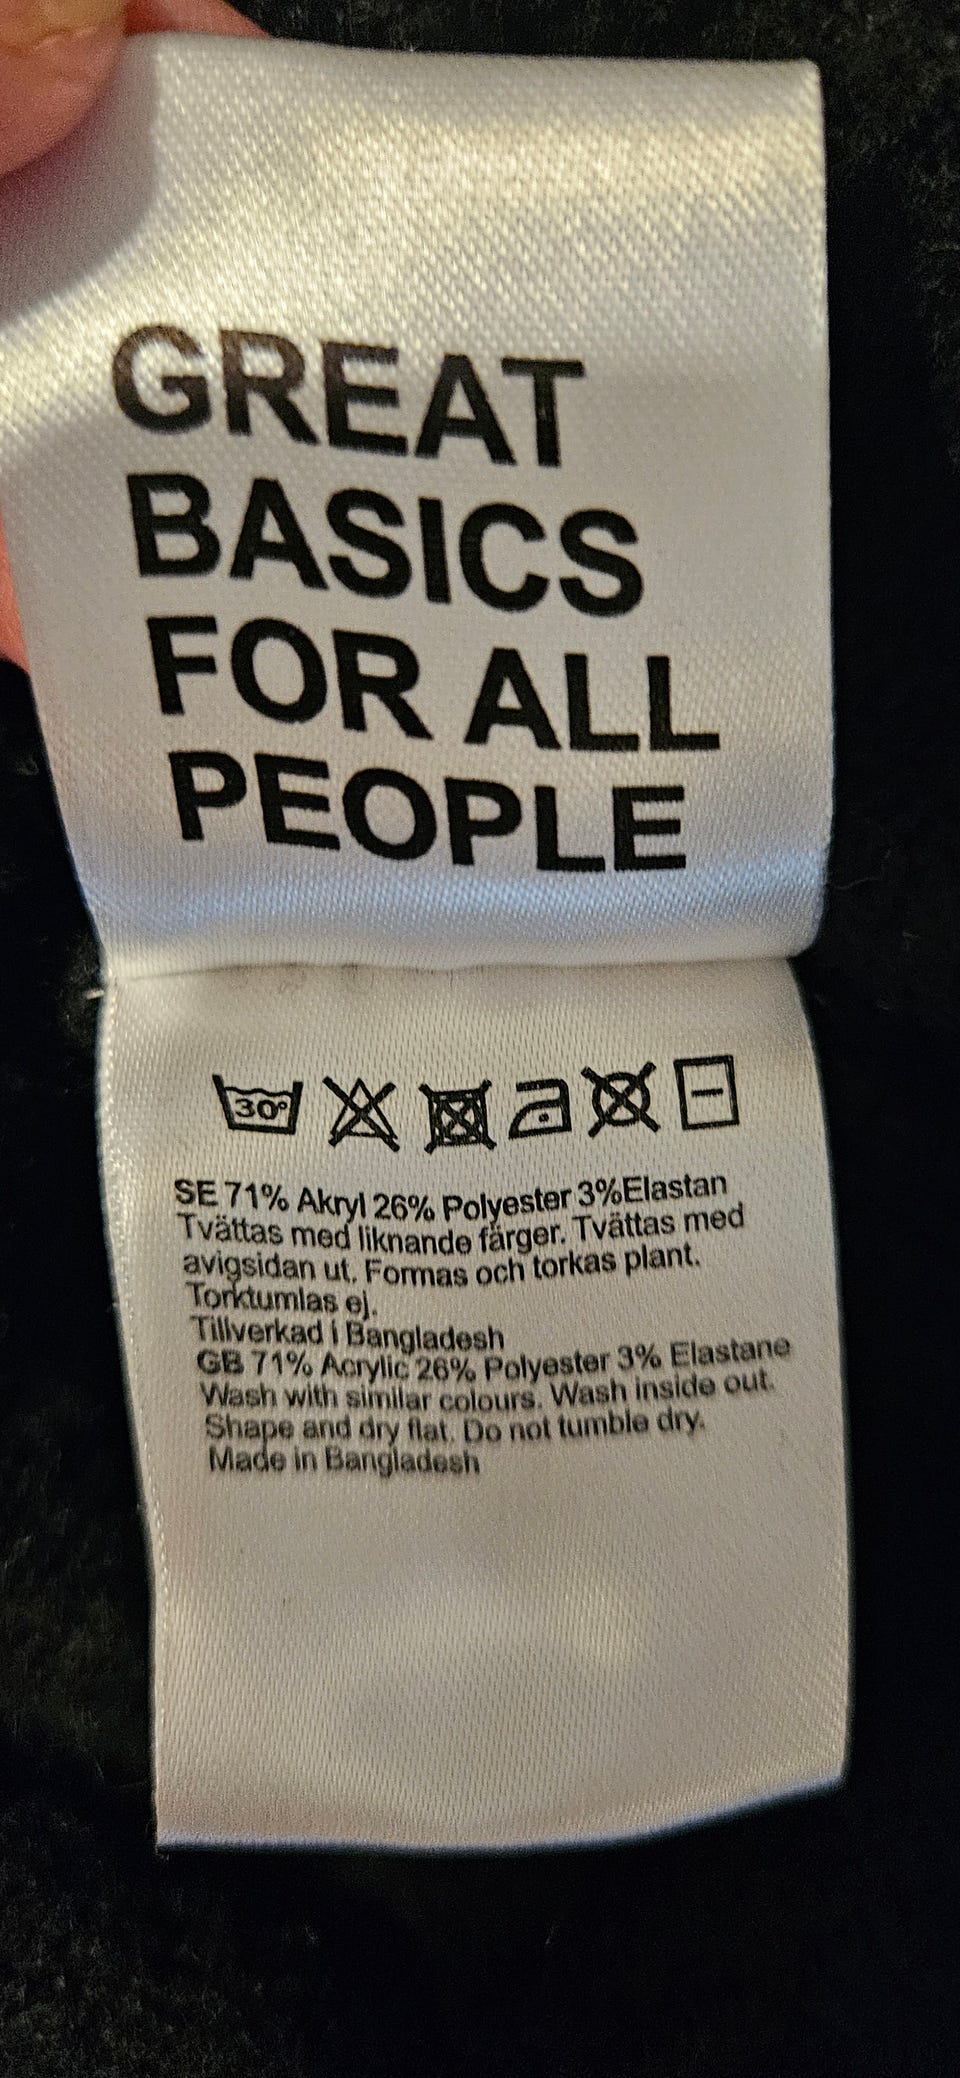 GREAT
BASICS
FOR ALL
PEOPLE
30°
SE 71% Akryl 26% Polyester 3%Elastan
Tvättas med liknande färger. Tvättas med
avigsidan ut. Formas och torkas plant.
Torktumlas ej.
Tillverkad i Bangladesh
GB 71% Acrylic 26% Polyester 3% Elastane
Wash with similar colours. Wash inside out.
Shape and dry flat. Do not tumble dry.
Made in Bangladesh